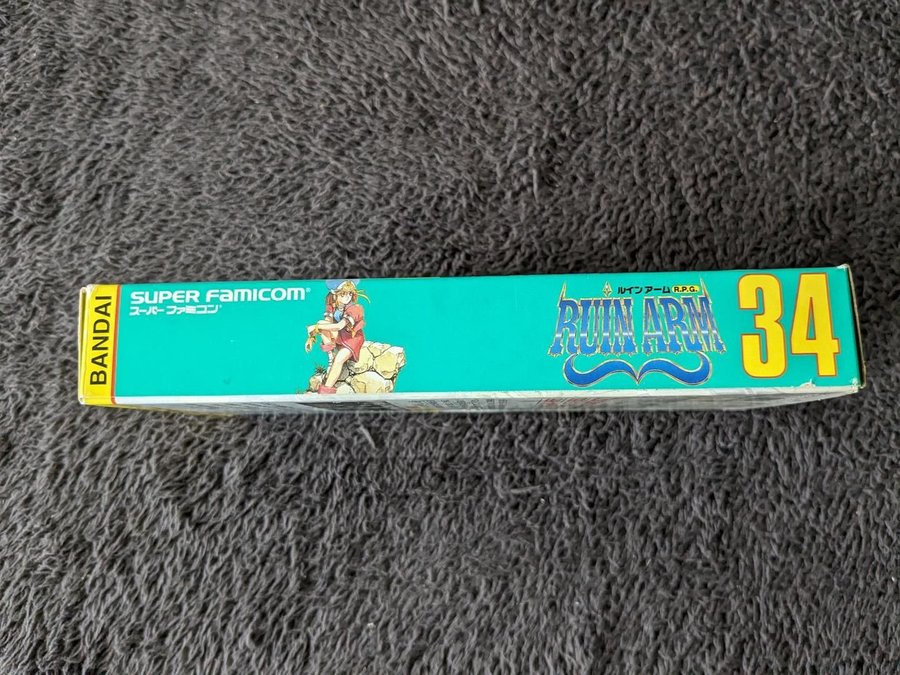 BANDAI
SUPER FAMICOM®
スーパーファミコン
ルインアーム R.P.G.
RUIN ARM
34